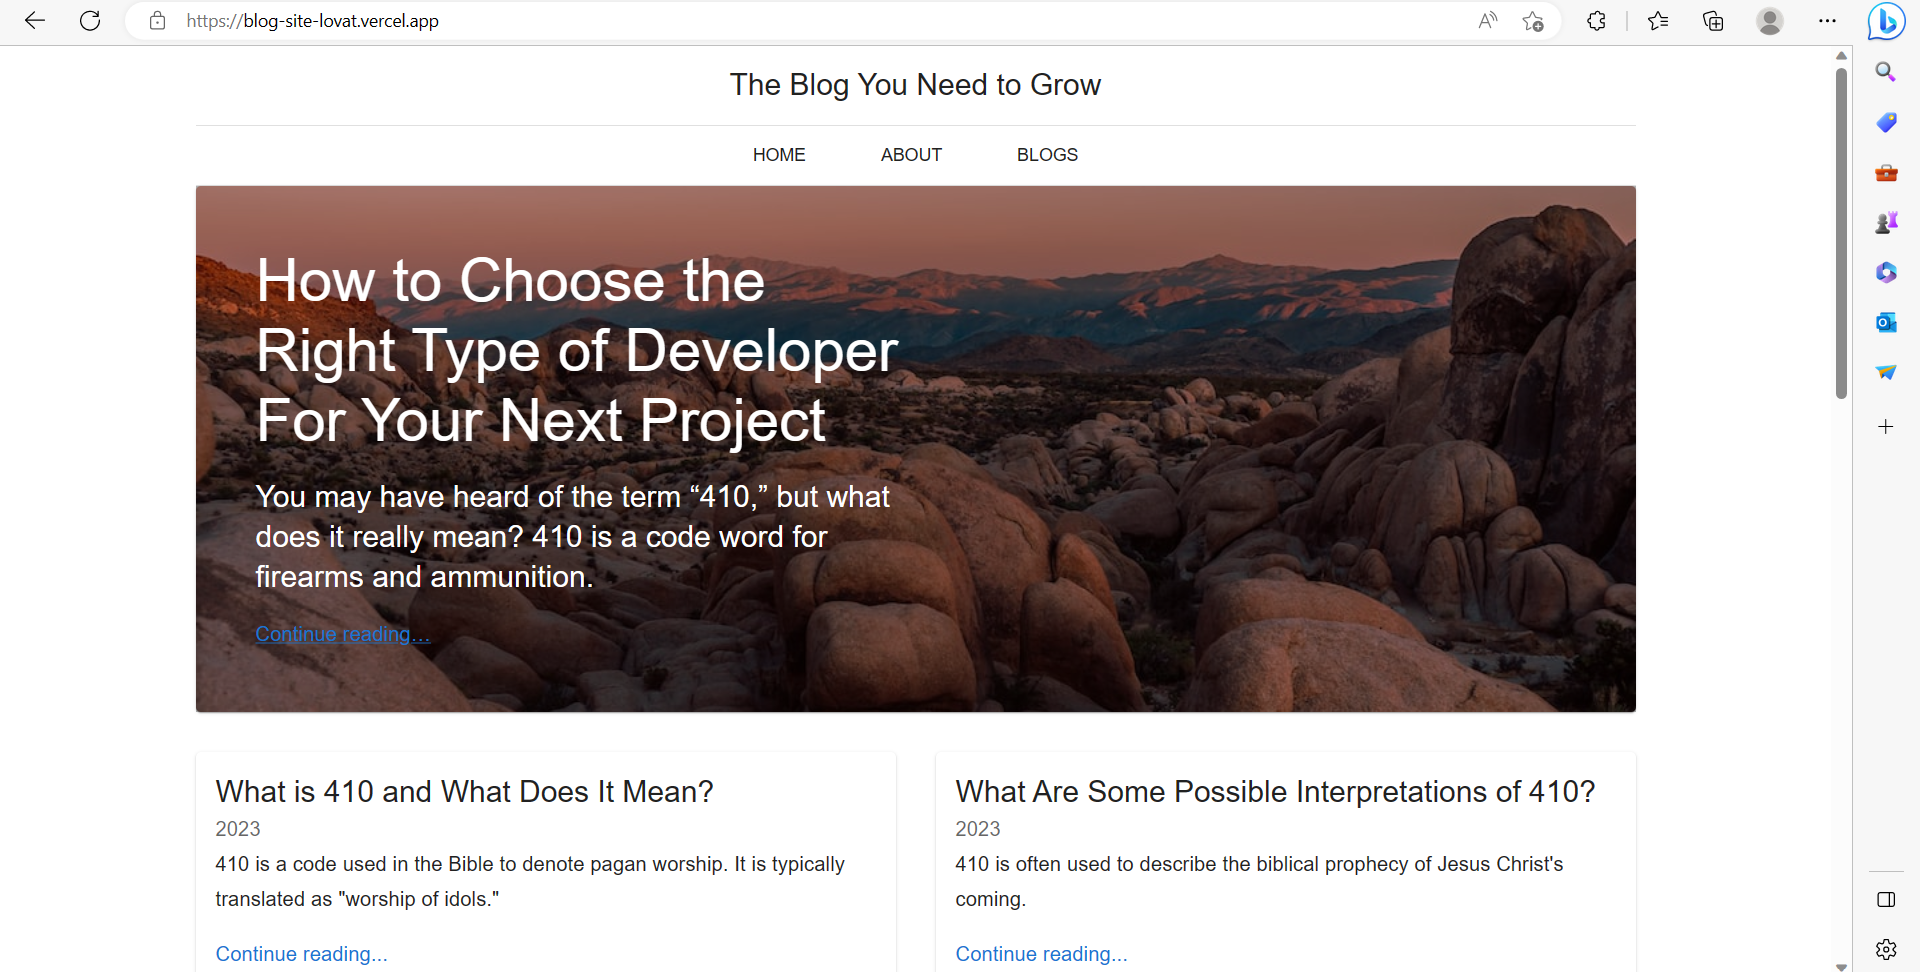 https://blog-site-lovat.vercel.app
The Blog You Need to Grow
HOME ABOUT BLOGS
How to Choose the
Right Type of Developer
For Your Next Project
You may have heard of the term “410,” but what
does it really mean? 410 is a code word for
firearms and ammunition.
Continue reading…
What is 410 and What Does It Mean?
2023
410 is a code used in the Bible to denote pagan worship. It is typically
translated as "worship of idols."
Continue reading...
What Are Some Possible Interpretations of 410?
2023
410 is often used to describe the biblical prophecy of Jesus Christ's
coming.
Continue reading...